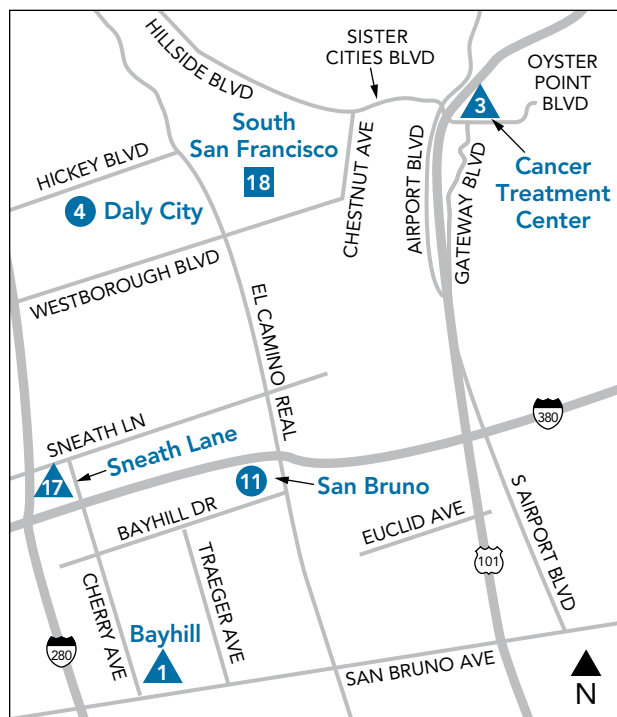 HILLSIDE BLVD
SISTER
CITIES BLVD
OYSTER
POINT
BLVD
3
South
San Francisco
18
CHESTNUT AVE
AIRPORT BLVD
GATEWAY BLVD
Cancer
Treatment
Center
HICKEY BLVD
4 Daly City
WESTBOROUGH BLVD
EL CAMINO REAL
SNEATH LN
Sneath Lane
17
380
11
San Bruno
BAYHILL DR
EUCLID AVE
S AIRPORT BLVD
101
CHERRY AVE
TRAEGER AVE
Bayhill
1
280
SAN BRUNO AVE
N